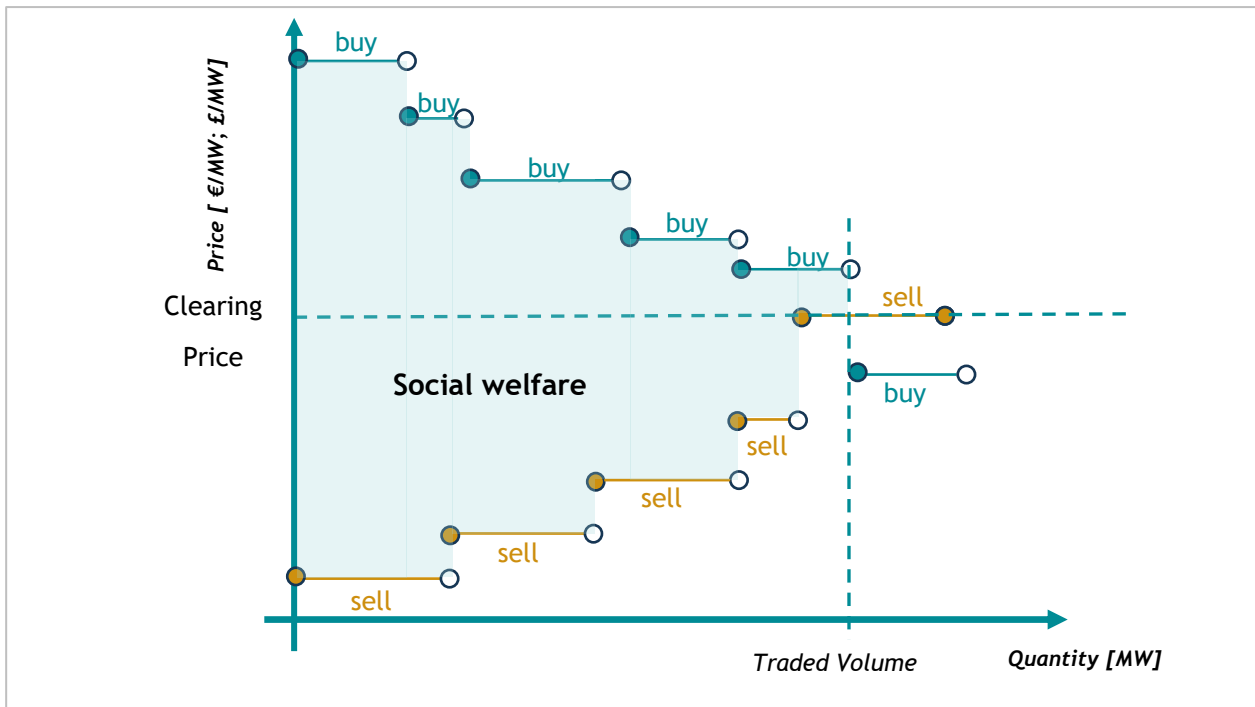 buy
buy
buy
buy
buy
sell
buy
sell
sell
sell
sell
Price [ €/MW; £/MW]
Clearing
Price
Social welfare
Traded Volume
Quantity [MW]